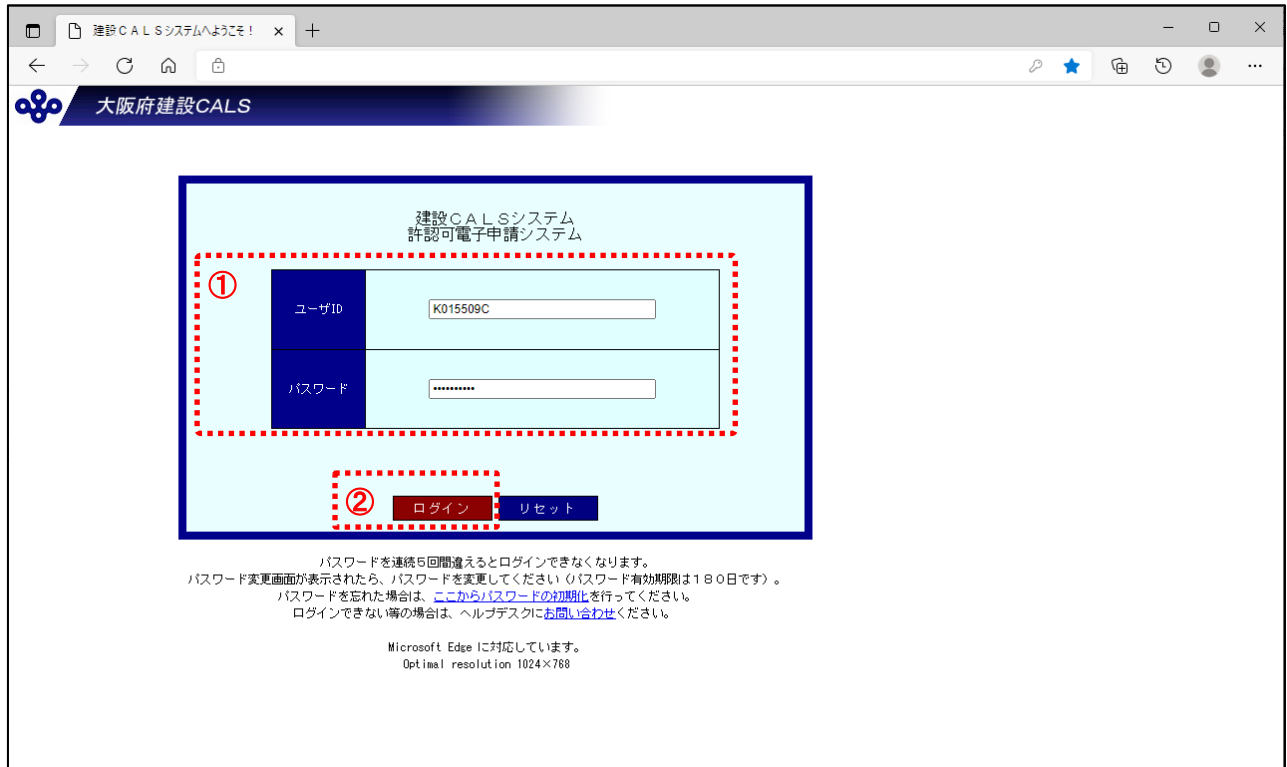 建設ＣＡＬＳシステムへようこそ！
大阪府建設CALS
建設ＣＡＬＳシステム
許認可電子申請システム
①
ユーザID
K015509C
パスワード
••••••••••
②
ログイン リセット
パスワードを連続５回間違えるとログインできなくなります。
パスワード変更画面が表示されたら、パスワードを変更してください（パスワード有効期限は１８０日です）。
パスワードを忘れた場合は、ここからパスワードの初期化を行ってください。
ログインできない等の場合は、ヘルプデスクにお問い合わせください。
Microsoft Edge に対応しています。
Optimal resolution 1024×768